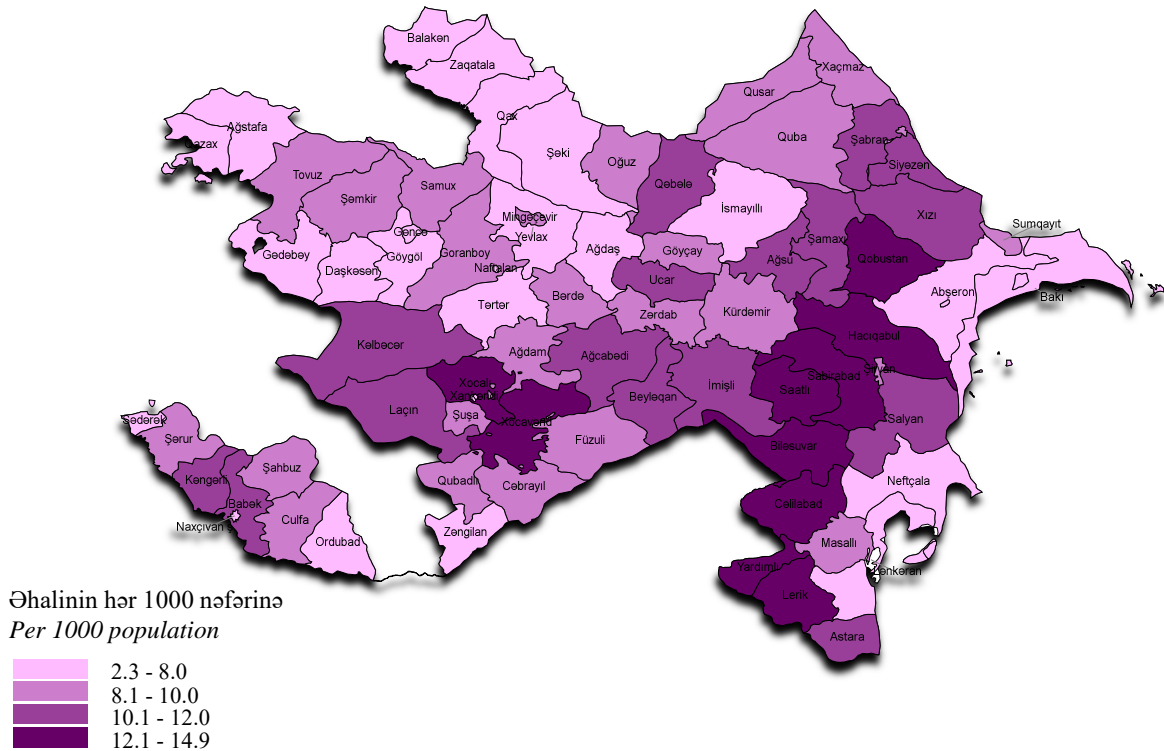 Balakən
Zaqatala
Xaçmaz
Qusar
Qax
Ağstafa
Quba
Qazax
Şabran
Şəki
Oğuz
Siyəzən
Tovuz
Samux
Qəbələ
Şəmkir
İsmayıllı
Xızı
Mingəçevir
Sumqayıt
Gəncə
Yevlax
Şamaxı
Gədəbəy
Göygöl
Goranboy
Ağdaş
Göyçay
Ağsu
Qobustan
Daşkəsən
Naftalan
Ucar
Abşeron
Bakı
Tərtər
Bərdə
Zərdab
Kürdəmir
Hacıqabul
Kəlbəcər
Ağdam
Ağcabədi
Xocalı
Xankəndi
İmişli
Sabirabad
Şirvan
Saatlı
Laçın
Şuşa
Xocavənd
Beyləqan
Salyan
Sədərək
Şərur
Füzuli
Biləsuvar
Şahbuz
Kəngərli
Qubadlı
Cəbrayıl
Neftçala
Babək
Culfa
Cəlilabad
Naxçıvan ş
Ordubad
Zəngilan
Masallı
Yardımlı
Lənkəran
Lerik
Astara
Əhalinin hər 1000 nəfərinə
Per 1000 population
2.3 - 8.0
8.1 - 10.0
10.1 - 12.0
12.1 - 14.9